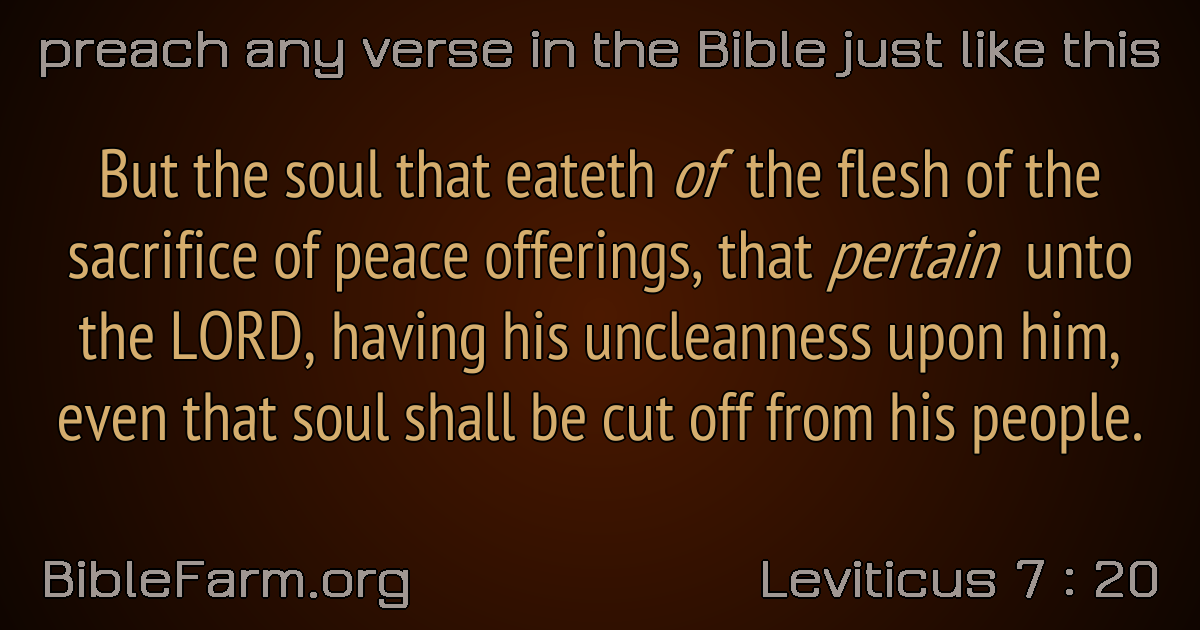 preach any verse in the Bible just like this
But the soul that eateth of the flesh of the
sacrifice of peace offerings, that pertain unto
the LORD, having his uncleanness upon him,
even that soul shall be cut off from his people.
BibleFarm.org
Leviticus 7 : 20